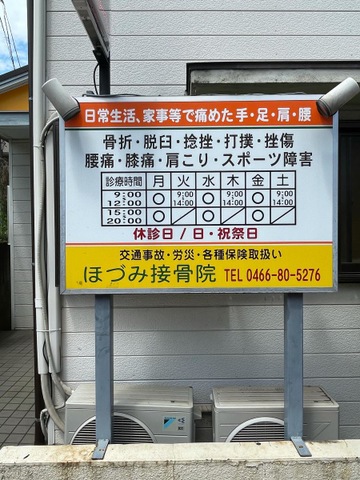 日常生活、家事等で痛めた手・足・肩・腰
骨折・脱臼・捻挫・打撲・挫傷
腰痛・膝痛・肩こり・スポーツ障害
診療時間 月 火 水 木 金 土
9:00〜12:00 ○ 9:00〜14:00 ○ 9:00〜14:00 ○ 9:00〜14:00
15:00〜20:00 ○ ／ ○ ／ ○ ／
休診日 / 日・祝祭日
交通事故・労災・各種保険取扱い
ほづみ接骨院 TEL 0466-80-5276
DAIKIN